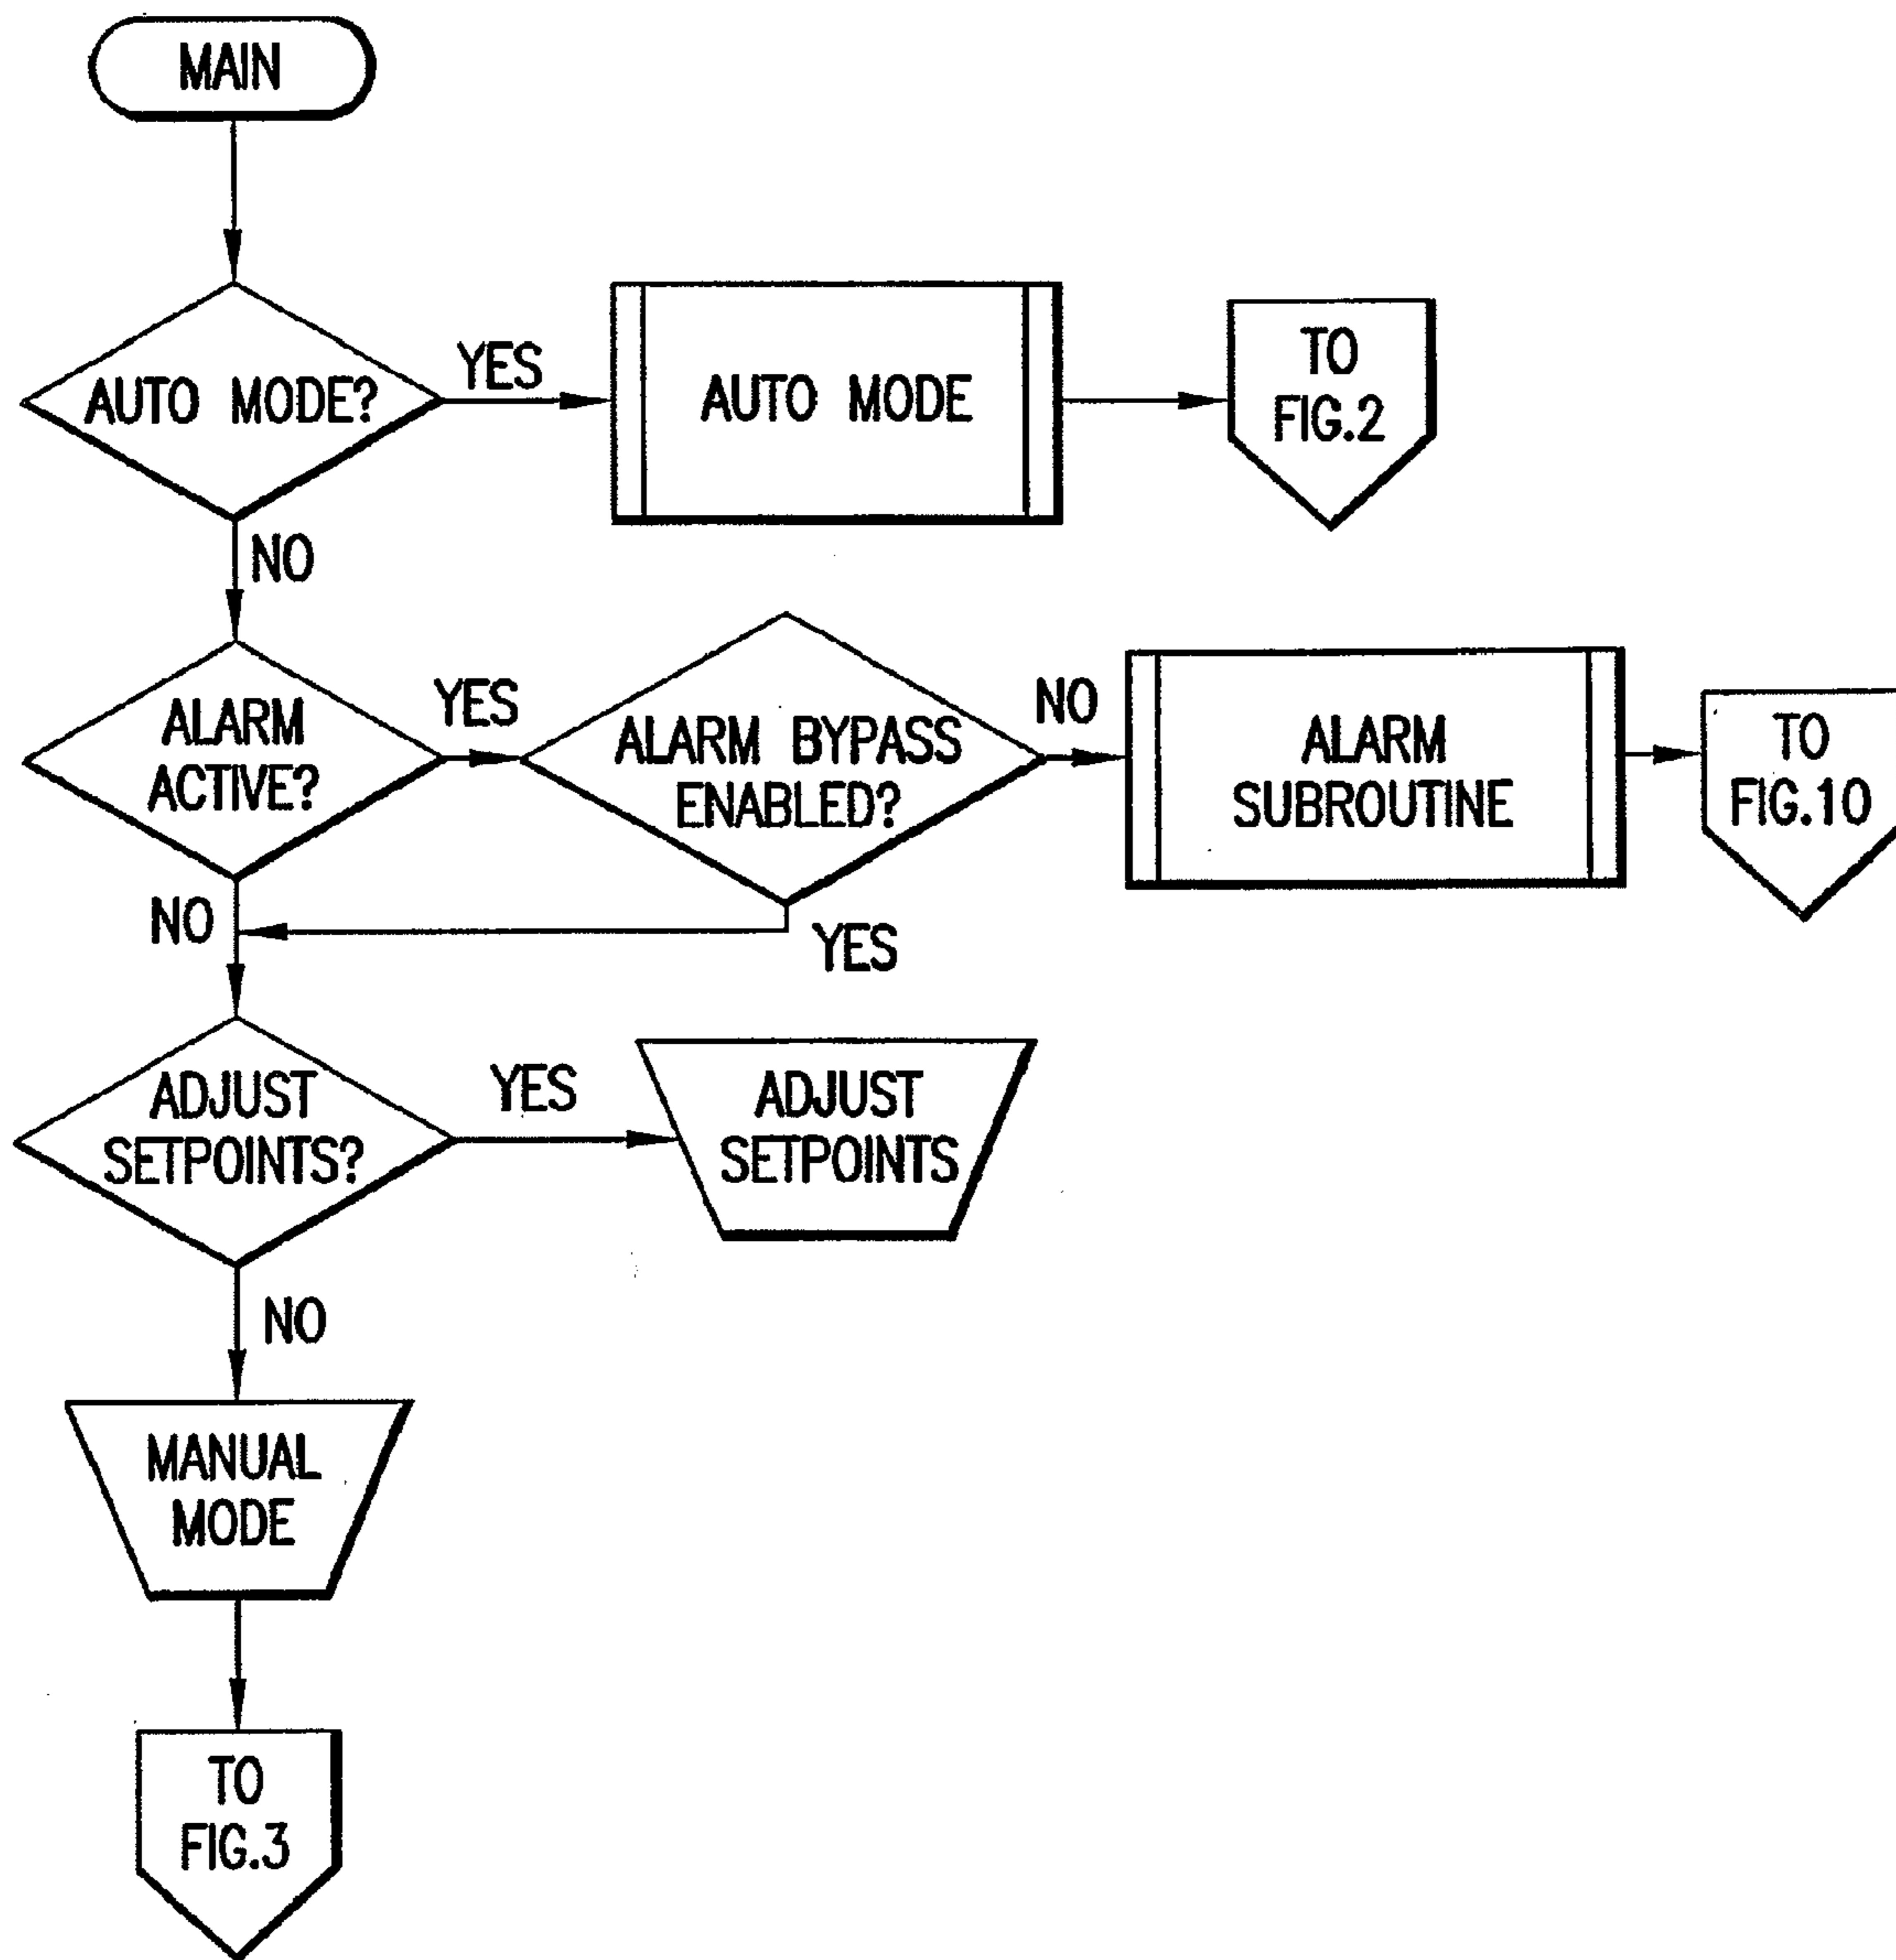 MAIN
AUTO MODE?
YES
AUTO MODE
TO
FIG.2
NO
ALARM
ACTIVE?
YES
ALARM BYPASS
ENABLED?
NO
ALARM
SUBROUTINE
TO
FIG.10
NO
YES
ADJUST
SETPOINTS?
YES
ADJUST
SETPOINTS
NO
MANUAL
MODE
TO
FIG.3